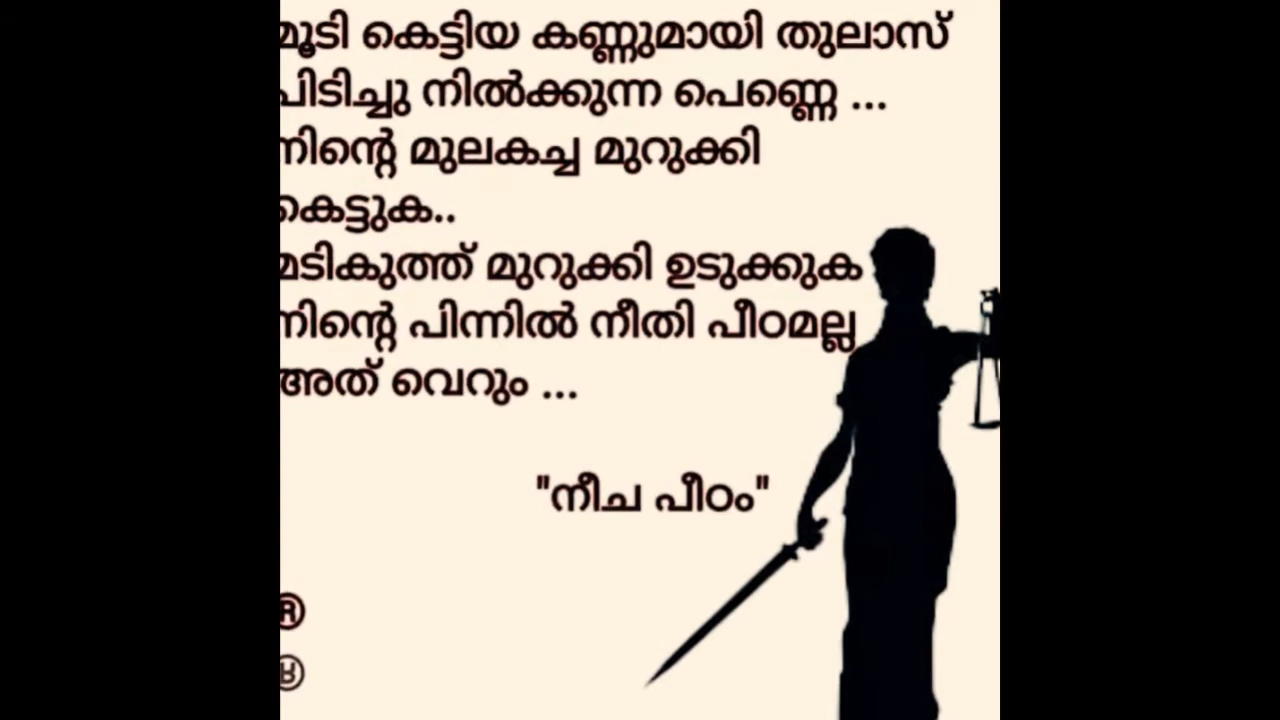 മൂടി കെട്ടിയ കണ്ണുമായി തുലാസ്
പിടിച്ചു നിൽക്കുന്ന പെണ്ണെ ...
നിന്റെ മുലകച്ച മുറുക്കി
കെട്ടുക..
മടികുത്ത് മുറുക്കി ഉടുക്കുക
നിന്റെ പിന്നിൽ നീതി പീഠമല്ല
അത് വെറും ...
"നീച പീഠം"